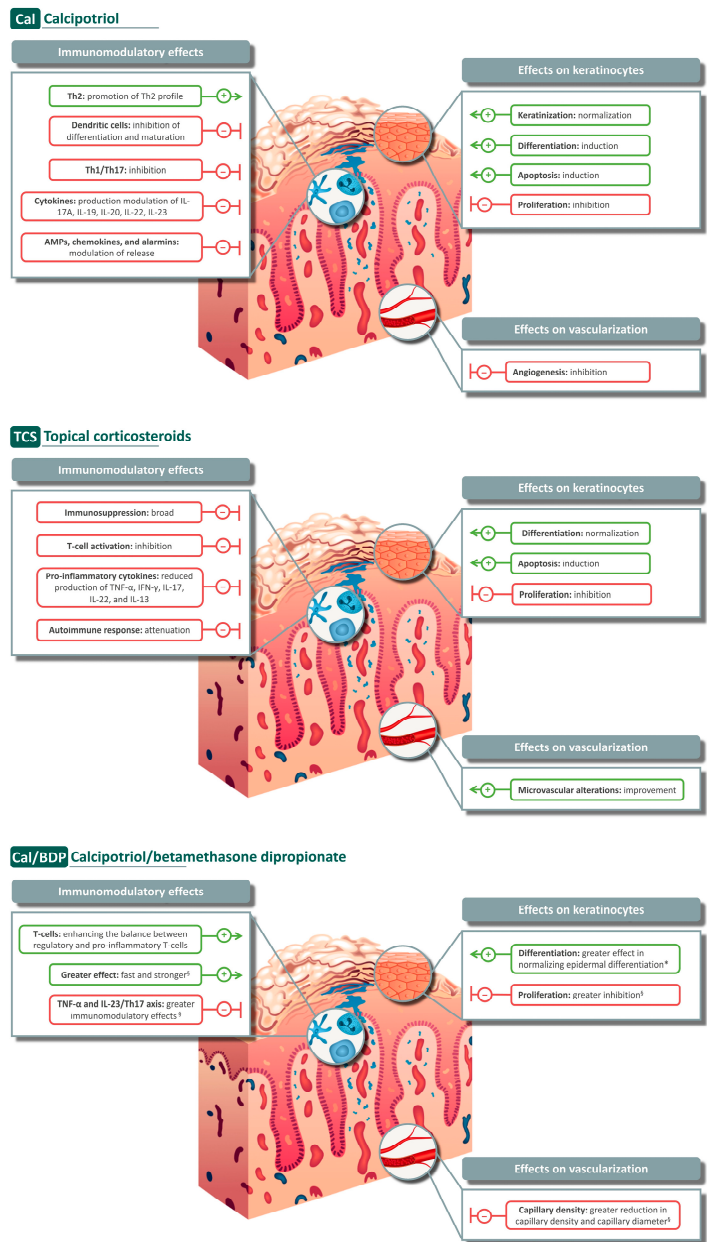 Cal Calcipotriol
Immunomodulatory effects
Th2: promotion of Th2 profile
+
Dendritic cells: inhibition of
differentiation and maturation
−
Th1/Th17: inhibition
−
Cytokines: production modulation of IL-
17A, IL-19, IL-20, IL-22, IL-23
−
AMPs, chemokines, and alarmins:
modulation of release
−
Effects on keratinocytes
+
Keratinization: normalization
+
Differentiation: induction
+
Apoptosis: induction
−
Proliferation: inhibition
Effects on vascularization
−
Angiogenesis: inhibition
TCS Topical corticosteroids
Immunomodulatory effects
Immunosuppression: broad
−
T-cell activation: inhibition
−
Pro-inflammatory cytokines: reduced
production of TNF-α, IFN-γ, IL-17,
IL-22, and IL-13
−
Autoimmune response: attenuation
−
Effects on keratinocytes
+
Differentiation: normalization
+
Apoptosis: induction
−
Proliferation: inhibition
Effects on vascularization
+
Microvascular alterations: improvement
Cal/BDP Calcipotriol/betamethasone dipropionate
Immunomodulatory effects
T-cells: enhancing the balance between
regulatory and pro-inflammatory T cells
+
Greater effect: fast and stronger§
+
TNF-α and IL-23/Th17 axis: greater
immunomodulatory effects §
−
Effects on keratinocytes
+
Differentiation: greater effect in
normalizing epidermal differentiation*
−
Proliferation: greater inhibition§
Effects on vascularization
−
Capillary density: greater reduction in
capillary density and capillary diameter§